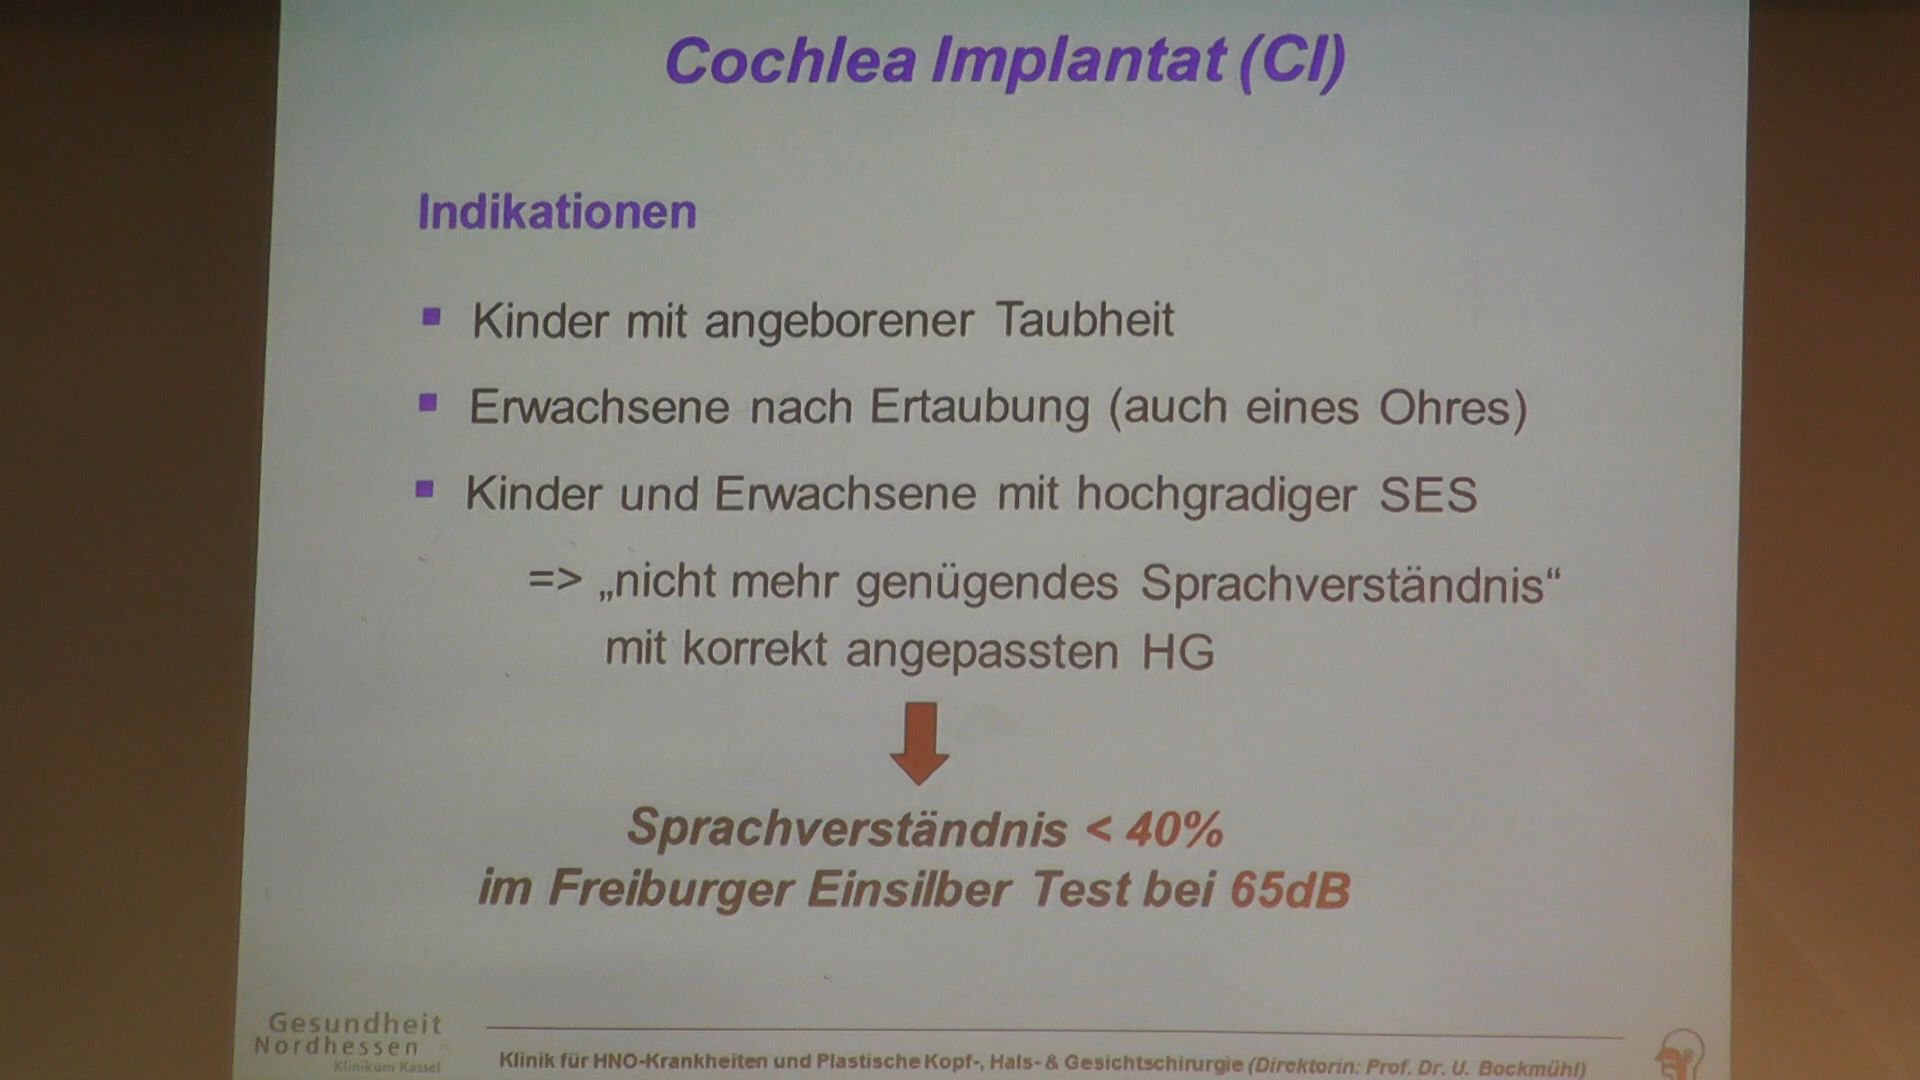 Cochlea Implantat (CI)
Indikationen
▪ Kinder mit angeborener Taubheit
▪ Erwachsene nach Ertaubung (auch eines Ohres)
▪ Kinder und Erwachsene mit hochgradiger SES
=> „nicht mehr genügendes Sprachverständnis“
mit korrekt angepassten HG
Sprachverständnis < 40%
im Freiburger Einsilber Test bei 65dB
Gesundheit
Nordhessen
Klinikum Kassel
Klinik für HNO-Krankheiten und Plastische Kopf-, Hals- & Gesichtschirurgie (Direktorin: Prof. Dr. U. Bockmühl)